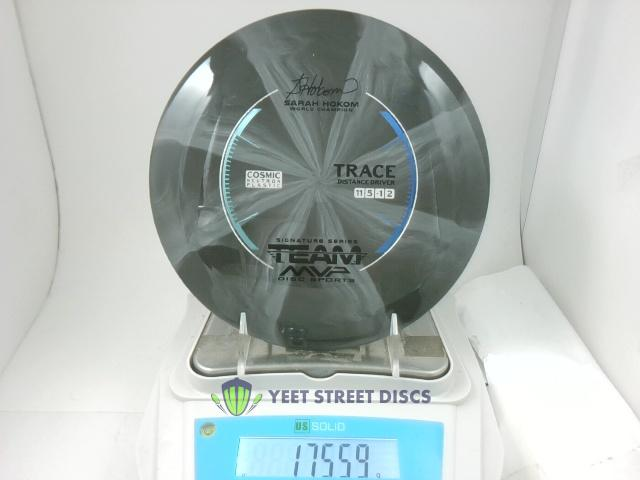 SARAH HOKOM
WORLD CHAMPION
COSMIC
NEUTRON
PLASTIC
TRACE
DISTANCE DRIVER
11 5 -1 2
SIGNATURE SERIES
TEAM
MVP
DISC SPORTS
YEET STREET DISCS
US SOLID
175.59 g